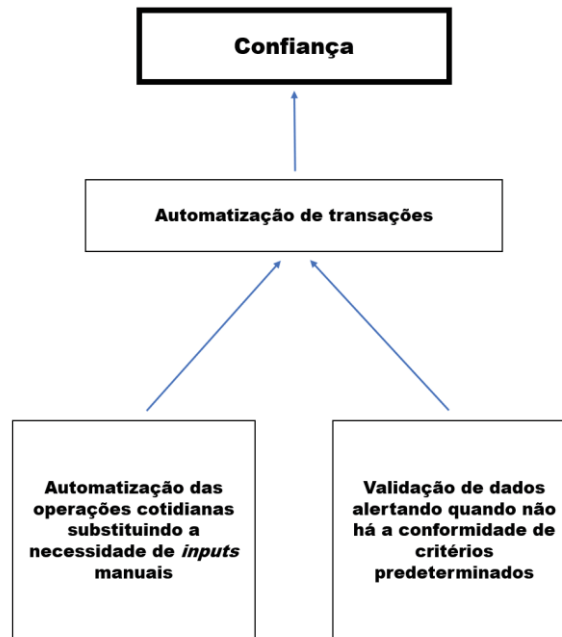 Confiança
Automatização de transações
Automatização das
operações cotidianas
substituindo a
necessidade de inputs
manuais
Validação de dados
alertando quando não
há a conformidade de
critérios
predeterminados